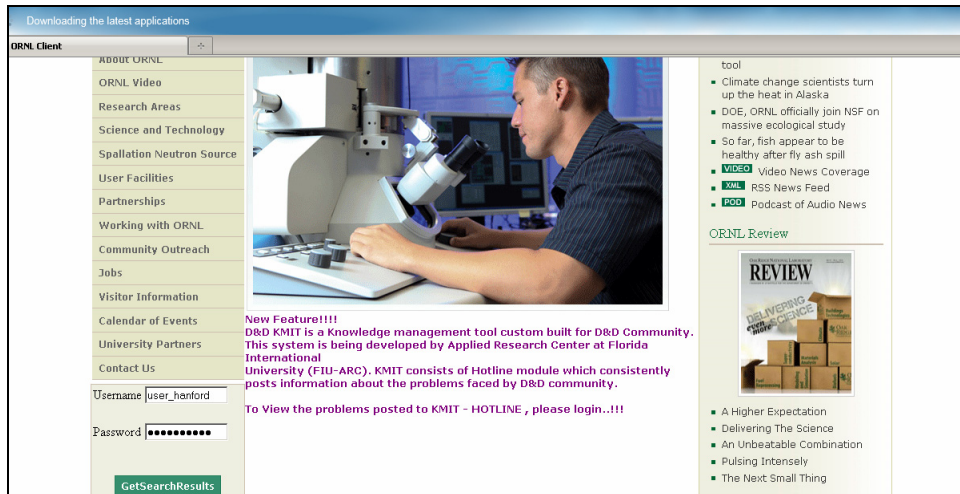 Downloading the latest applications
ORNL Client
About ORNL
ORNL Video
Research Areas
Science and Technology
Spallation Neutron Source
User Facilities
Partnerships
Working with ORNL
Community Outreach
Jobs
Visitor Information
Calendar of Events
University Partners
Contact Us
Username user_hanford
Password
GetSearchResults
New Feature!!!!
D&D KMIT is a Knowledge management tool custom built for D&D Community.
This system is being developed by Applied Research Center at Florida
International
University (FIU-ARC). KMIT consists of Hotline module which consistently
posts information about the problems faced by D&D community.
To View the problems posted to KMIT - HOTLINE , please login..!!!
tool
Climate change scientists turn
up the heat in Alaska
DOE, ORNL officially join NSF on
massive ecological study
So far, fish appear to be
healthy after fly ash spill
VIDEO Video News Coverage
XML RSS News Feed
POD Podcast of Audio News
ORNL Review
OAK RIDGE NATIONAL LABORATORY
REVIEW
DELIVERING
even
more SCIENCE
A Higher Expectation
Delivering The Science
An Unbeatable Combination
Pulsing Intensely
The Next Small Thing